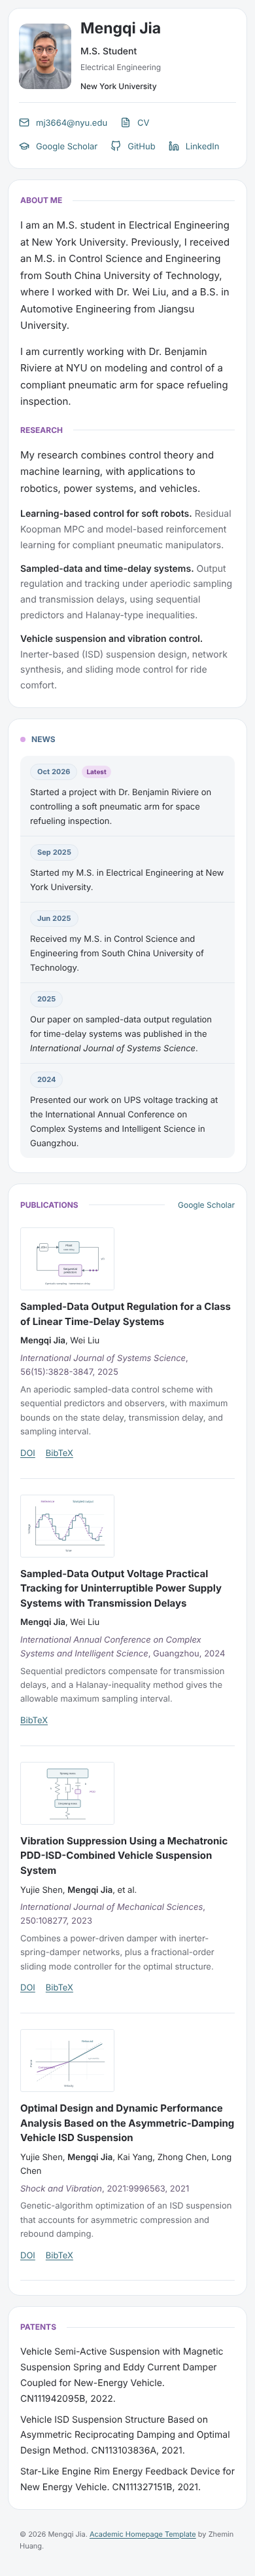 Mengqi Jia
M.S. Student
Electrical Engineering
New York University
mj3664@nyu.edu
CV
Google Scholar
GitHub
LinkedIn
ABOUT ME
I am an M.S. student in Electrical Engineering
at New York University. Previously, I received
an M.S. in Control Science and Engineering
from South China University of Technology,
where I worked with Dr. Wei Liu, and a B.S. in
Automotive Engineering from Jiangsu
University.
I am currently working with Dr. Benjamin
Riviere at NYU on modeling and control of a
compliant pneumatic arm for space refueling
inspection.
RESEARCH
My research combines control theory and
machine learning, with applications to
robotics, power systems, and vehicles.
Learning-based control for soft robots. Residual
Koopman MPC and model-based reinforcement
learning for compliant pneumatic manipulators.
Sampled-data and time-delay systems. Output
regulation and tracking under aperiodic sampling
and transmission delays, using sequential
predictors and Halanay-type inequalities.
Vehicle suspension and vibration control.
Inerter-based (ISD) suspension design, network
synthesis, and sliding mode control for ride
comfort.
NEWS
Oct 2026 Latest
Started a project with Dr. Benjamin Riviere on
controlling a soft pneumatic arm for space
refueling inspection.
Sep 2025
Started my M.S. in Electrical Engineering at New
York University.
Jun 2025
Received my M.S. in Control Science and
Engineering from South China University of
Technology.
2025
Our paper on sampled-data output regulation
for time-delay systems was published in the
International Journal of Systems Science.
2024
Presented our work on UPS voltage tracking at
the International Annual Conference on
Complex Systems and Intelligent Science in
Guangzhou.
PUBLICATIONS
Google Scholar
Sampled-Data Output Regulation for a Class
of Linear Time-Delay Systems
Mengqi Jia, Wei Liu
International Journal of Systems Science,
56(15):3828-3847, 2025
An aperiodic sampled-data control scheme with
sequential predictors and observers, with maximum
bounds on the state delay, transmission delay, and
sampling interval.
DOI BibTeX
Sampled-Data Output Voltage Practical
Tracking for Uninterruptible Power Supply
Systems with Transmission Delays
Mengqi Jia, Wei Liu
International Annual Conference on Complex
Systems and Intelligent Science, Guangzhou, 2024
Sequential predictors compensate for transmission
delays, and a Halanay-inequality method gives the
allowable maximum sampling interval.
BibTeX
Vibration Suppression Using a Mechatronic
PDD-ISD-Combined Vehicle Suspension
System
Yujie Shen, Mengqi Jia, et al.
International Journal of Mechanical Sciences,
250:108277, 2023
Combines a power-driven damper with inerter-
spring-damper networks, plus a fractional-order
sliding mode controller for the optimal structure.
DOI BibTeX
Optimal Design and Dynamic Performance
Analysis Based on the Asymmetric-Damping
Vehicle ISD Suspension
Yujie Shen, Mengqi Jia, Kai Yang, Zhong Chen, Long
Chen
Shock and Vibration, 2021:9996563, 2021
Genetic-algorithm optimization of an ISD suspension
that accounts for asymmetric compression and
rebound damping.
DOI BibTeX
PATENTS
Vehicle Semi-Active Suspension with Magnetic
Suspension Spring and Eddy Current Damper
Coupled for New-Energy Vehicle.
CN111942095B, 2022.
Vehicle ISD Suspension Structure Based on
Asymmetric Reciprocating Damping and Optimal
Design Method. CN113103836A, 2021.
Star-Like Engine Rim Energy Feedback Device for
New Energy Vehicle. CN111327151B, 2021.
© 2026 Mengqi Jia. Academic Homepage Template by Zhemin
Huang.